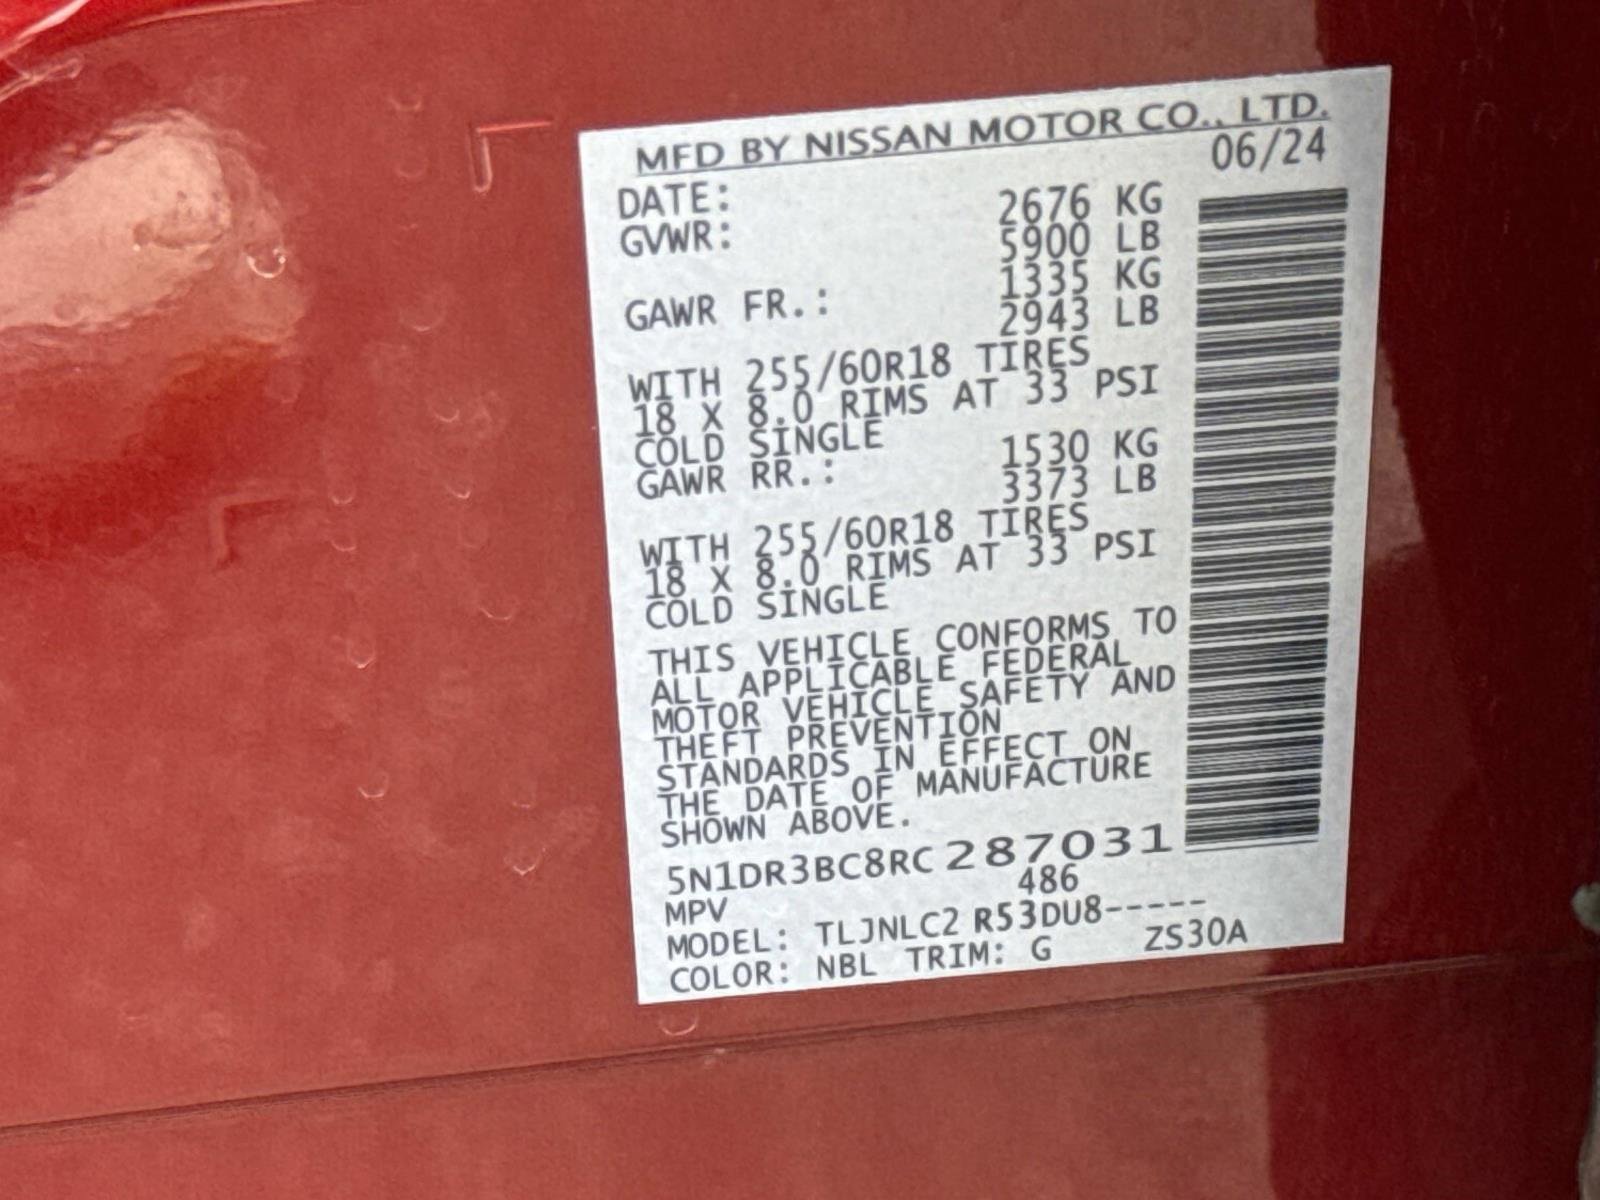 MFD BY NISSAN MOTOR CO., LTD.
DATE: 06/24
GVWR: 2676 KG
5900 LB
GAWR FR.: 1335 KG
2943 LB
WITH 255/60R18 TIRES
18 X 8.0 RIMS AT 33 PSI
COLD SINGLE
GAWR RR.: 1530 KG
3373 LB
WITH 255/60R18 TIRES
18 X 8.0 RIMS AT 33 PSI
COLD SINGLE
THIS VEHICLE CONFORMS TO
ALL APPLICABLE FEDERAL
MOTOR VEHICLE SAFETY AND
THEFT PREVENTION
STANDARDS IN EFFECT ON
THE DATE OF MANUFACTURE
SHOWN ABOVE.
5N1DR3BC8RC287031
MPV 486
MODEL: TLJNLC2 R53DU8-----
COLOR: NBL TRIM: G ZS30A